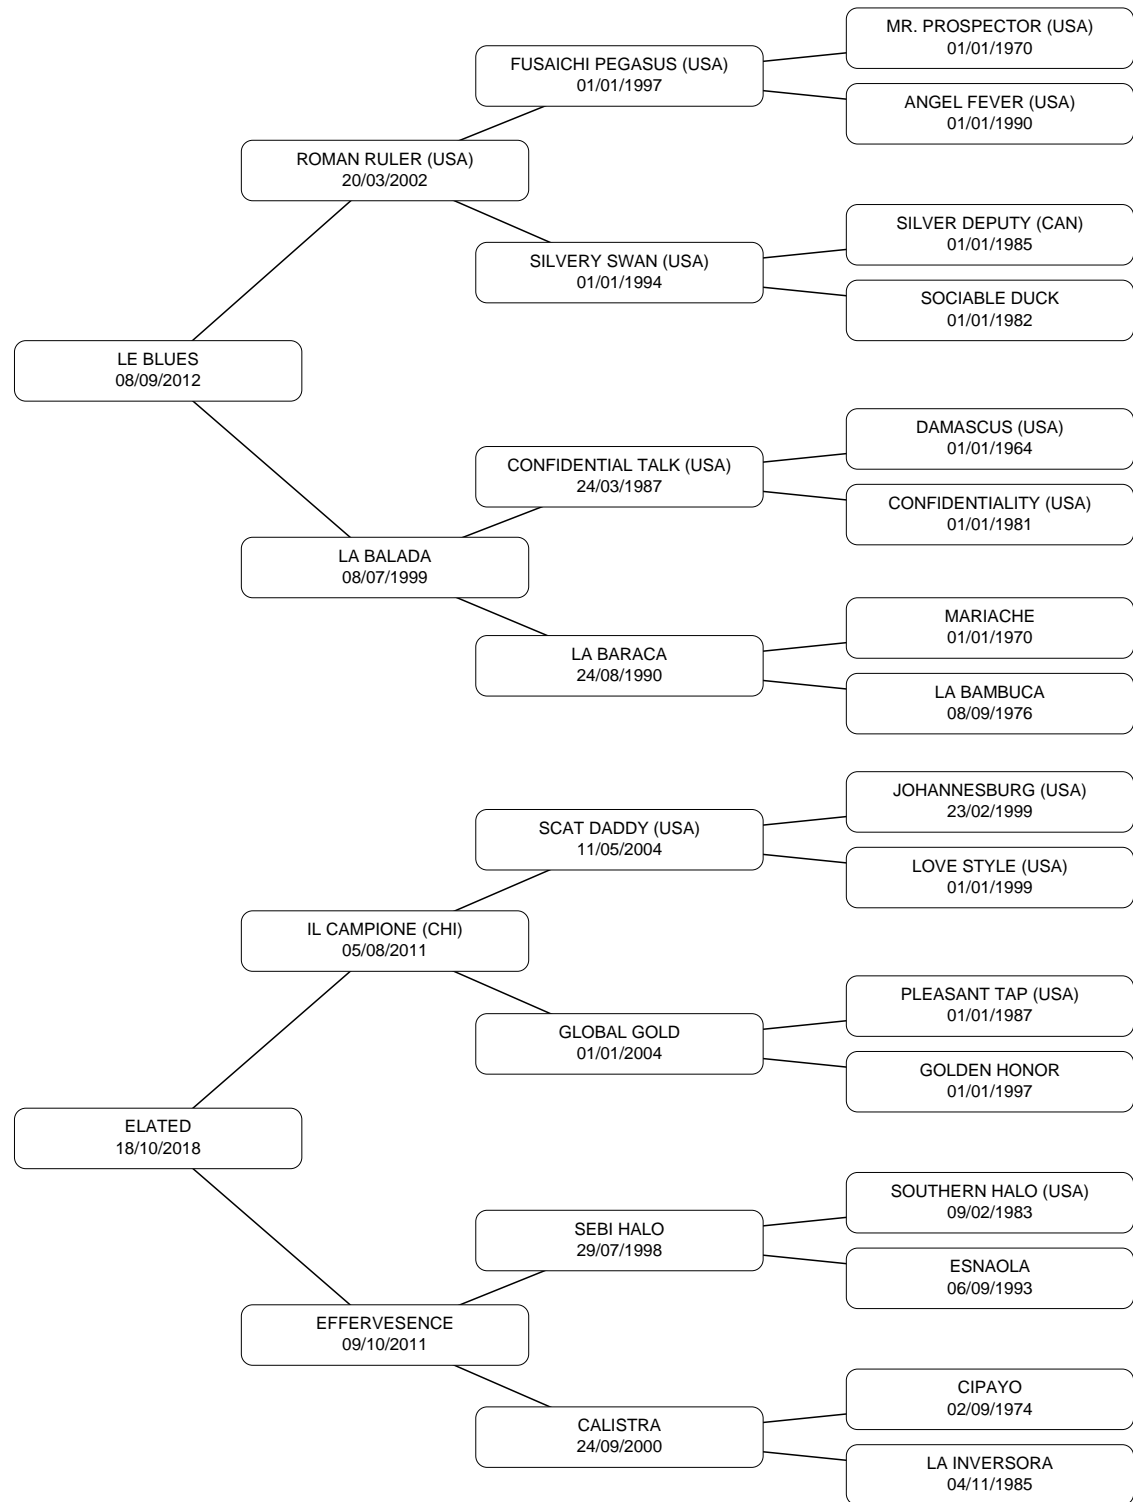 MR. PROSPECTOR (USA)
01/01/1970
FUSAICHI PEGASUS (USA)
01/01/1997
ANGEL FEVER (USA)
01/01/1990
ROMAN RULER (USA)
20/03/2002
SILVER DEPUTY (CAN)
01/01/1985
SILVERY SWAN (USA)
01/01/1994
SOCIABLE DUCK
01/01/1982
LE BLUES
08/09/2012
DAMASCUS (USA)
01/01/1964
CONFIDENTIAL TALK (USA)
24/03/1987
CONFIDENTIALITY (USA)
01/01/1981
LA BALADA
08/07/1999
MARIACHE
01/01/1970
LA BARACA
24/08/1990
LA BAMBUCA
08/09/1976
JOHANNESBURG (USA)
23/02/1999
SCAT DADDY (USA)
11/05/2004
LOVE STYLE (USA)
01/01/1999
IL CAMPIONE (CHI)
05/08/2011
PLEASANT TAP (USA)
01/01/1987
GLOBAL GOLD
01/01/2004
GOLDEN HONOR
01/01/1997
ELATED
18/10/2018
SOUTHERN HALO (USA)
09/02/1983
SEBI HALO
29/07/1998
ESNAOLA
06/09/1993
EFFERVESENCE
09/10/2011
CIPAYO
02/09/1974
CALISTRA
24/09/2000
LA INVERSORA
04/11/1985